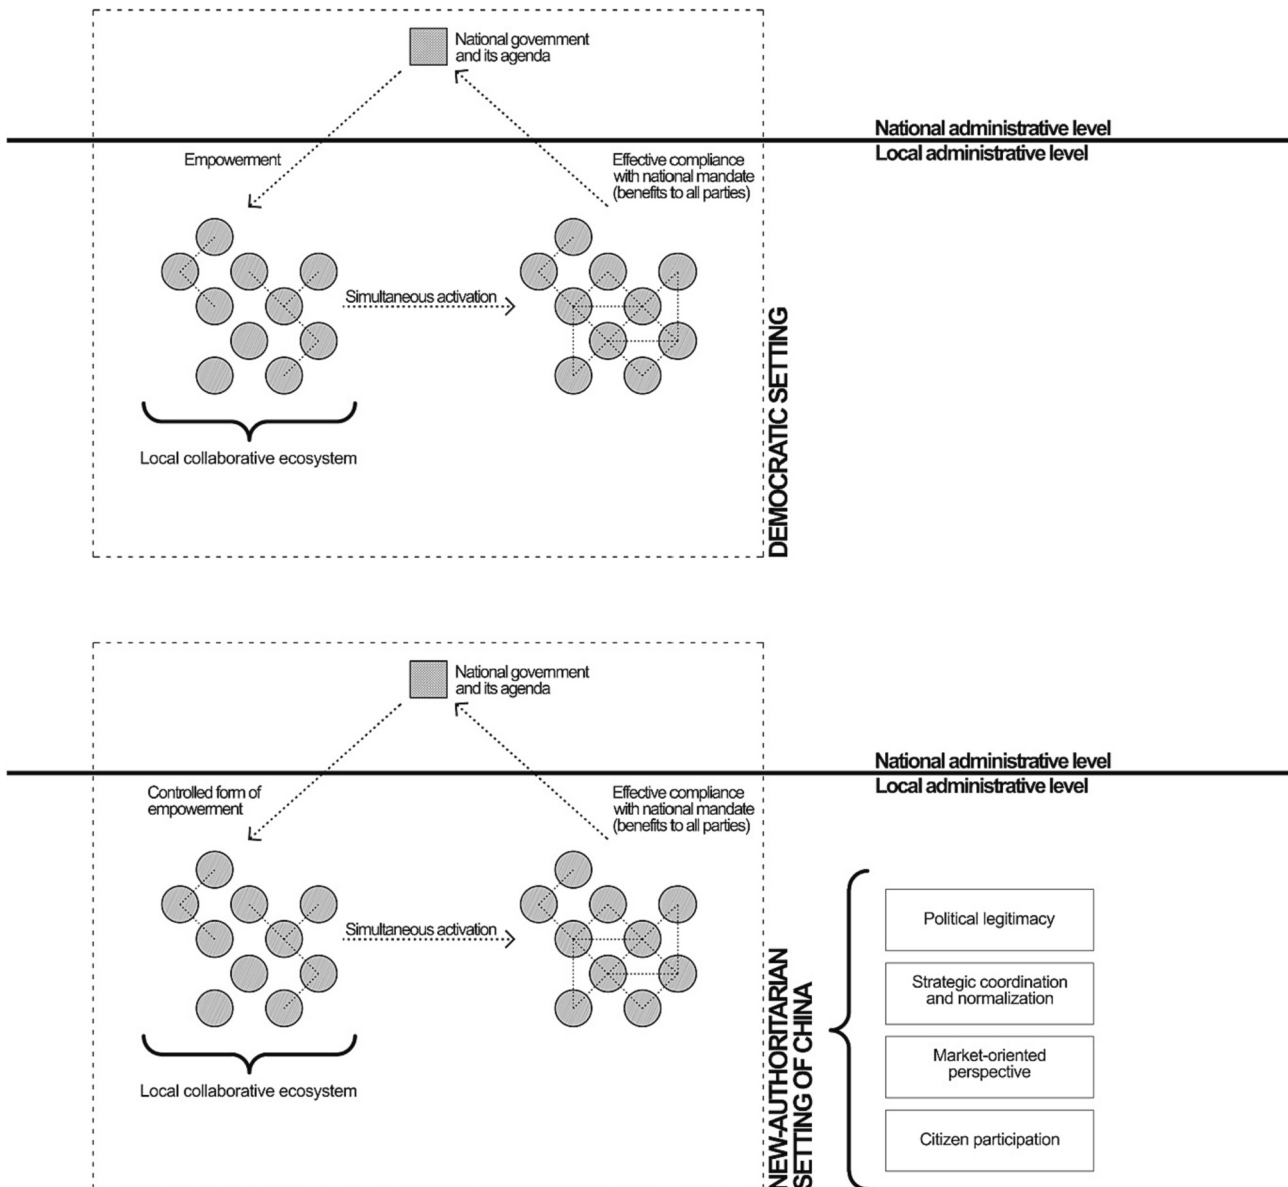 National government
and its agenda
National administrative level
Local administrative level
Empowerment
Effective compliance
with national mandate
(benefits to all parties)
Simultaneous activation
Local collaborative ecosystem
DEMOCRATIC SETTING
National government
and its agenda
National administrative level
Local administrative level
Controlled form of
empowerment
Effective compliance
with national mandate
(benefits to all parties)
Simultaneous activation
Local collaborative ecosystem
NEW-AUTHORITARIAN
SETTING OF CHINA
Political legitimacy
Strategic coordination
and normalization
Market-oriented
perspective
Citizen participation